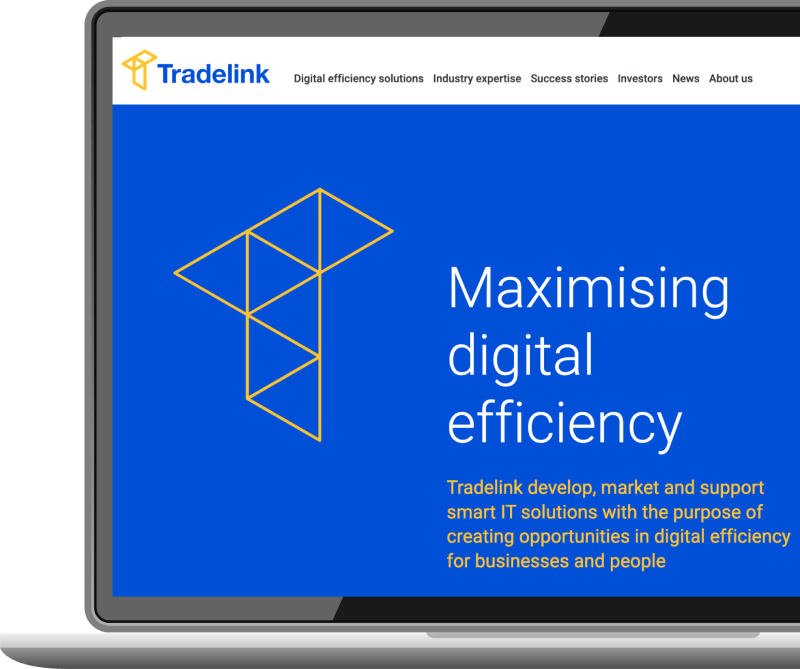 Tradelink
Digital efficiency solutions Industry expertise Success stories Investors News About us
Maximising
digital
efficiency
Tradelink develop, market and support
smart IT solutions with the purpose of
creating opportunities in digital efficiency
for businesses and people